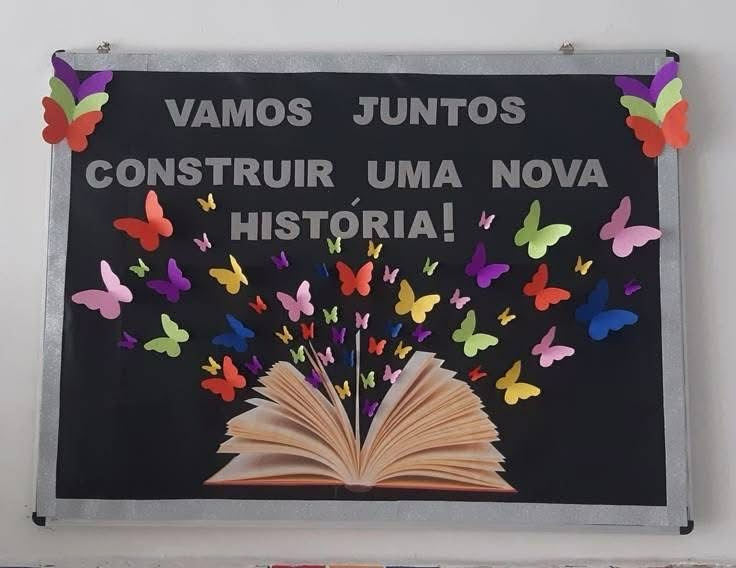 VAMOS JUNTOS
CONSTRUIR UMA NOVA
HISTÓRIA!